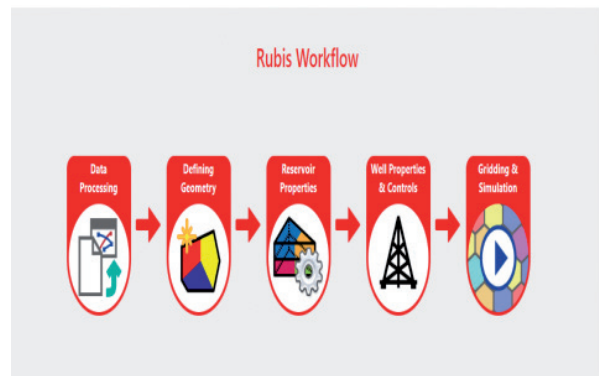 Rubis Workflow
Data
Processing
Defining
Geometry
Reservoir
Properties
Well Properties
& Controls
Gridding &
Simulation